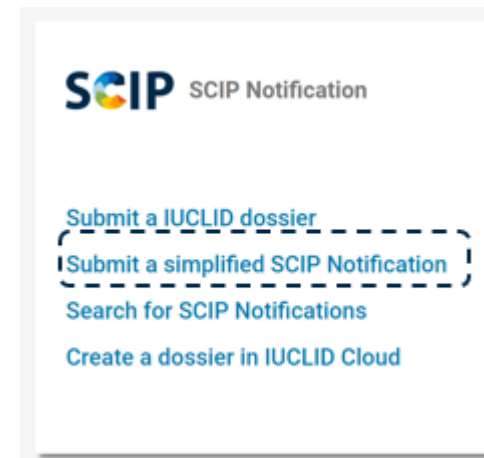 SCIP SCIP Notification
Submit a IUCLID dossier
Submit a simplified SCIP Notification
Search for SCIP Notifications
Create a dossier in IUCLID Cloud